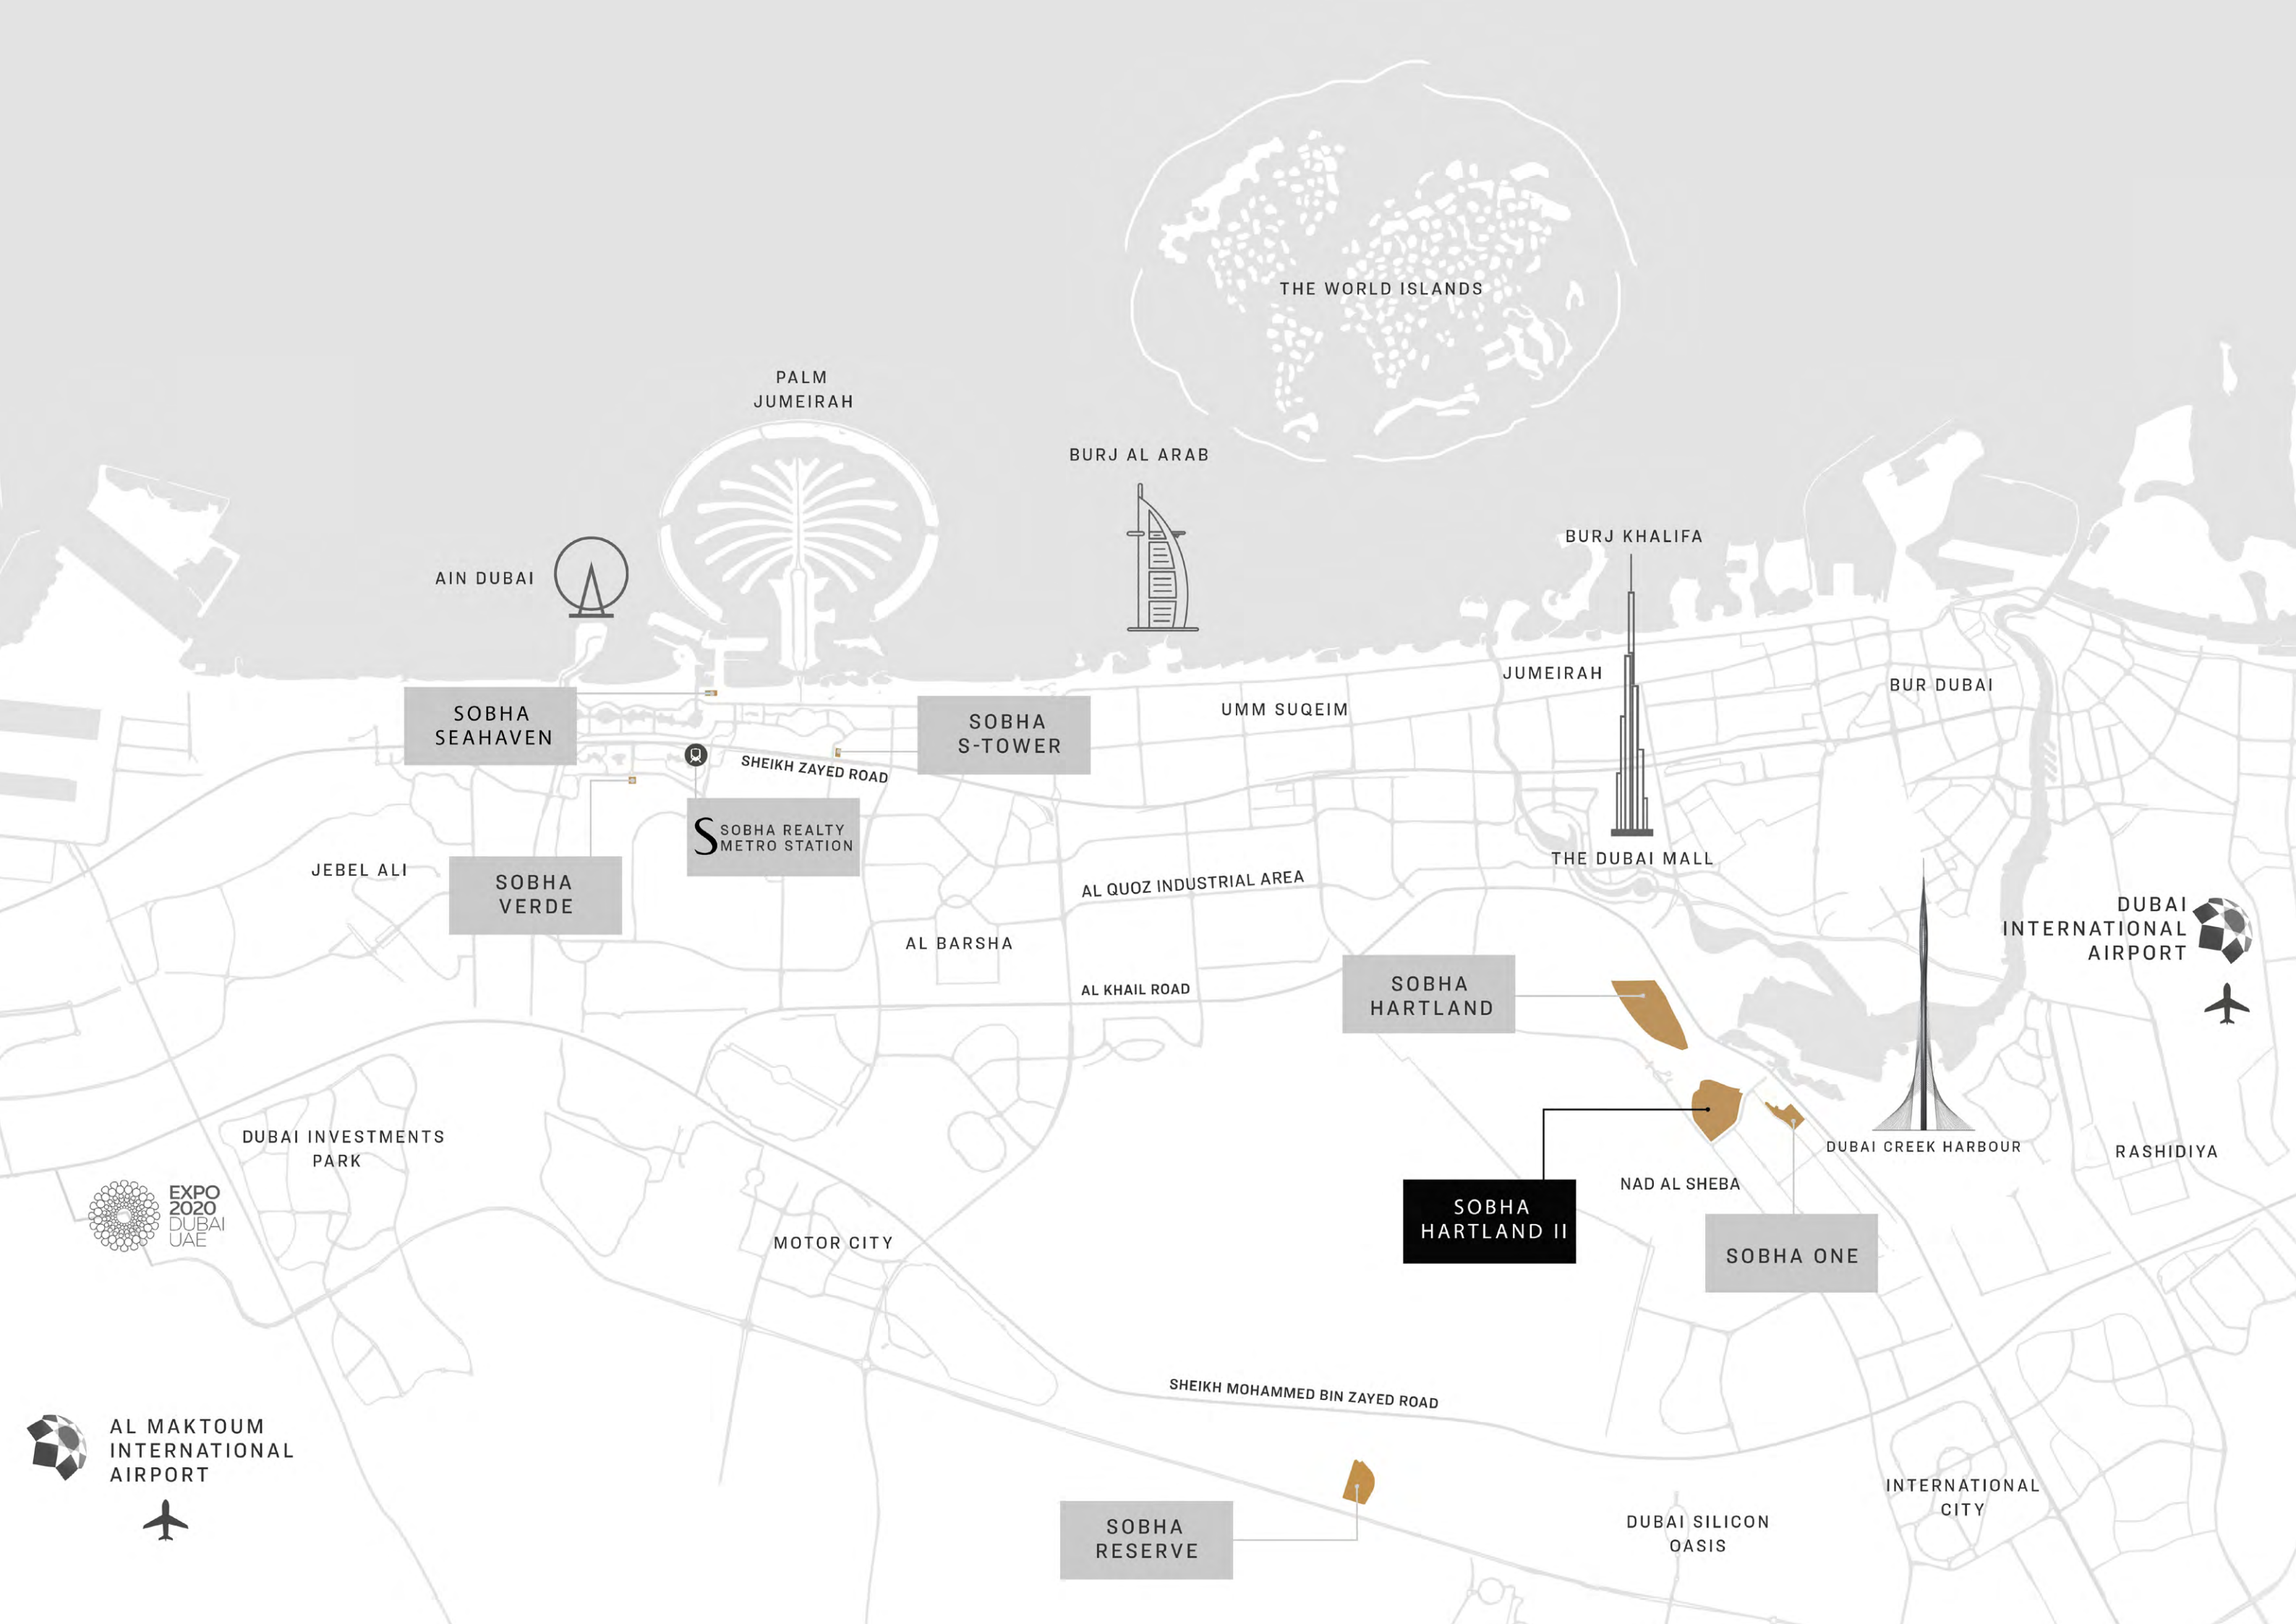 THE WORLD ISLANDS
PALM
JUMEIRAH
BURJ AL ARAB
BURJ KHALIFA
AIN DUBAI
JUMEIRAH
BUR DUBAI
SOBHA
SEAHAVEN
SOBHA
S-TOWER
UMM SUQEIM
SHEIKH ZAYED ROAD
S SOBHA REALTY
METRO STATION
THE DUBAI MALL
JEBEL ALI
SOBHA
VERDE
AL QUOZ INDUSTRIAL AREA
DUBAI
INTERNATIONAL
AIRPORT
AL BARSHA
AL KHAIL ROAD
SOBHA
HARTLAND
DUBAI INVESTMENTS
PARK
DUBAI CREEK HARBOUR
RASHIDIYA
NAD AL SHEBA
EXPO
2020
DUBAI
UAE
SOBHA
HARTLAND II
MOTOR CITY
SOBHA ONE
SHEIKH MOHAMMED BIN ZAYED ROAD
AL MAKTOUM
INTERNATIONAL
AIRPORT
INTERNATIONAL
CITY
SOBHA
RESERVE
DUBAI SILICON
OASIS